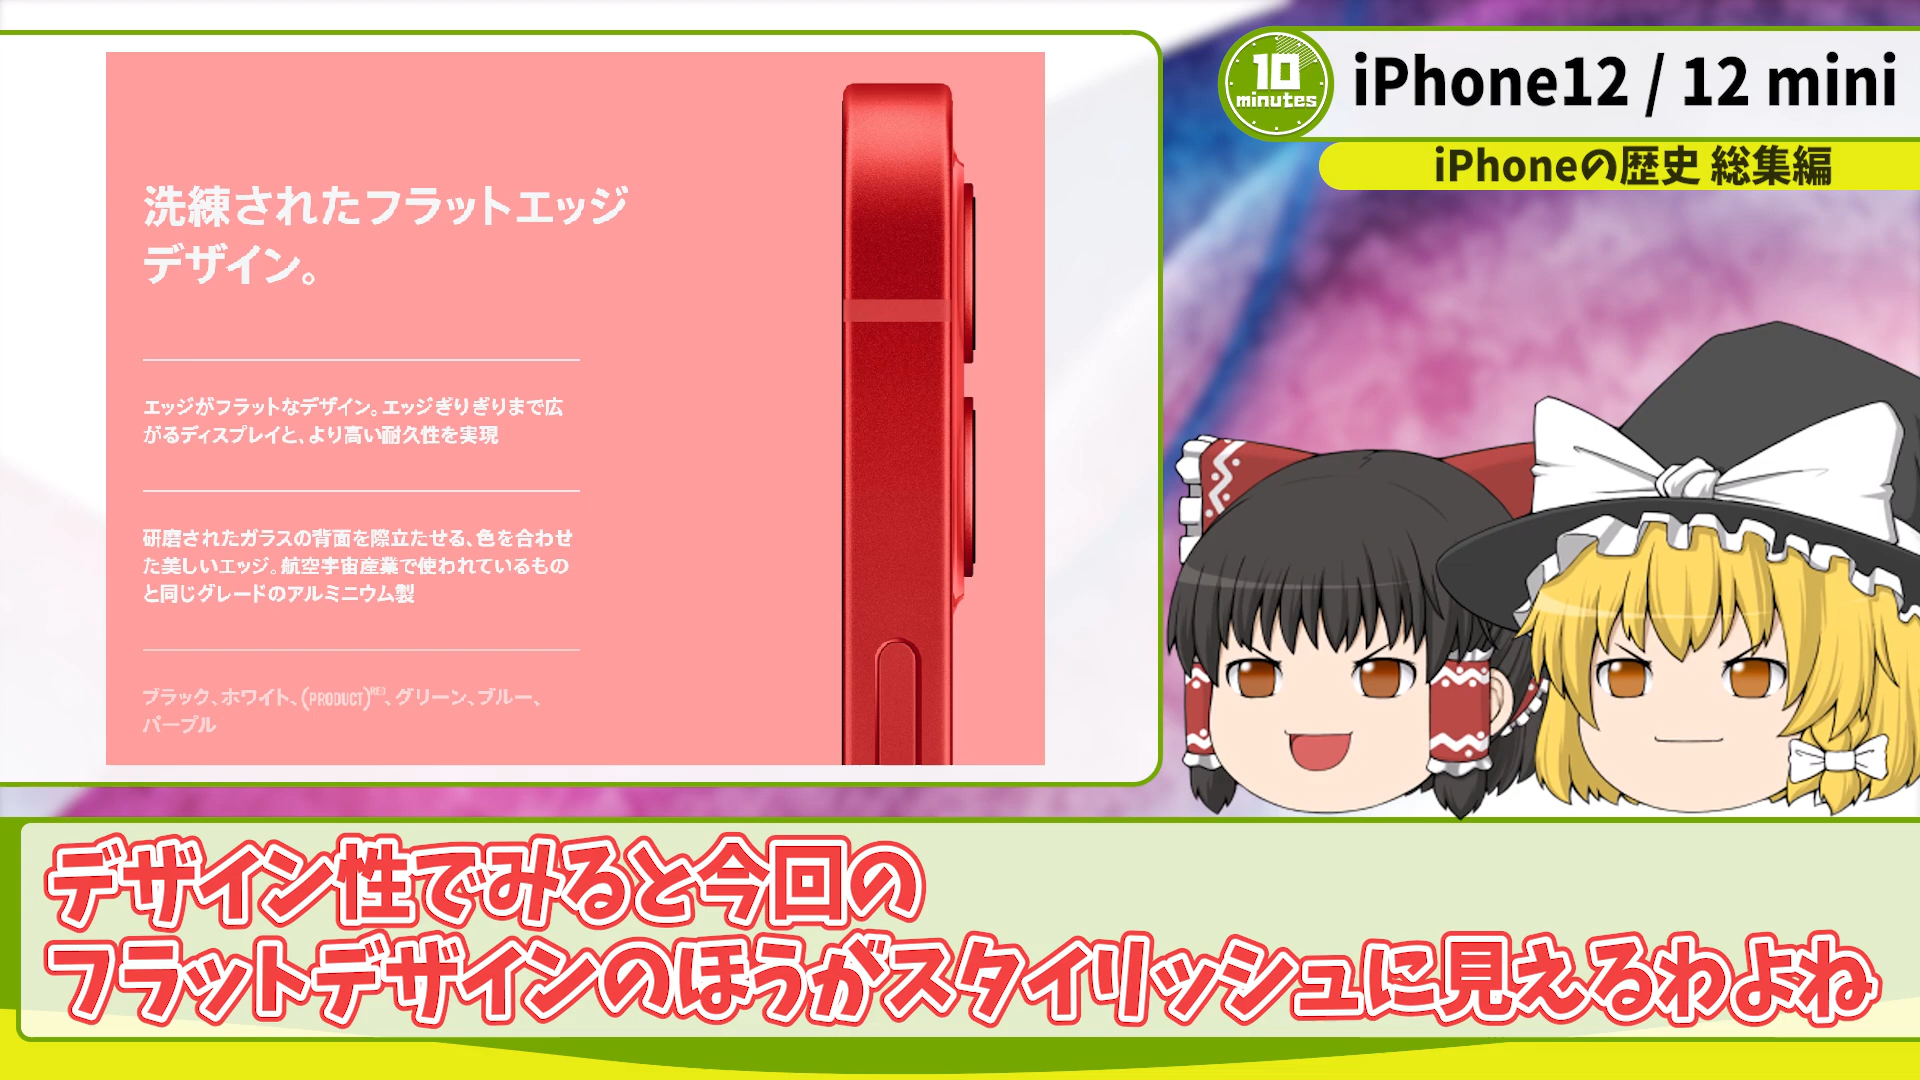 10
minutes
iPhone12 / 12 mini
iPhoneの歴史 総集編
洗練されたフラットエッジ
デザイン。
エッジがフラットなデザイン。エッジぎりぎりまで広
がるディスプレイと、より高い耐久性を実現
研磨されたガラスの背面を際立たせる、色を合わせ
た美しいエッジ。航空宇宙産業で使われているもの
と同じグレードのアルミニウム製
ブラック、ホワイト、(PRODUCT)RED、グリーン、ブルー、
パープル
デザイン性でみると今回の
フラットデザインのほうがスタイリッシュに見えるわよね